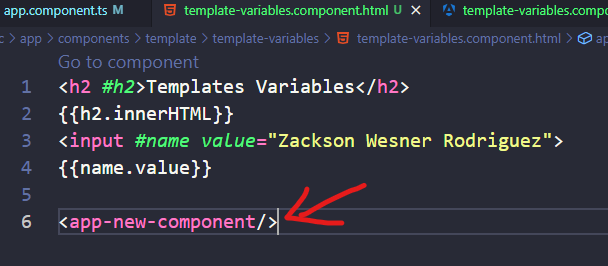 app.component.ts M template-variables.component.html U × template-variables.compo
c > app > components > template > template-variables > template-variables.component.html > ap
Go to component
1 <h2 #h2>Templates Variables</h2>
2 {{h2.innerHTML}}
3 <input #name value="Zackson Wesner Rodriguez">
4 {{name.value}}
5
6 <app-new-component/>